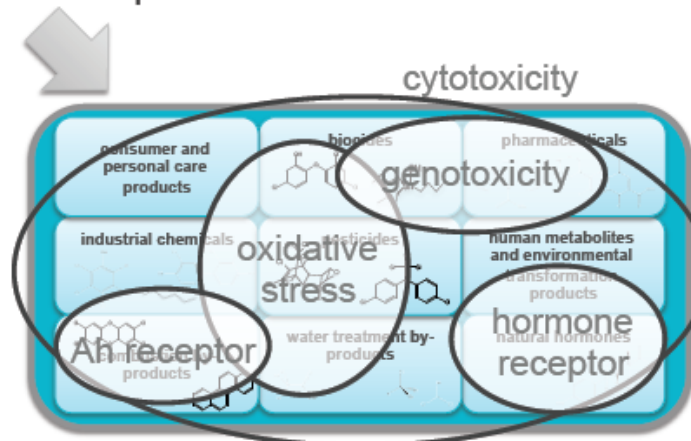 cytotoxicity
consumer and
personal care
products
biocides
pharmaceuticals
genotoxicity
industrial chemicals
oxidative
stress
pesticides
human metabolites
and environmental
transformation
products
Ah receptor
products
water treatment by-
products
natural hormones
hormone
receptor